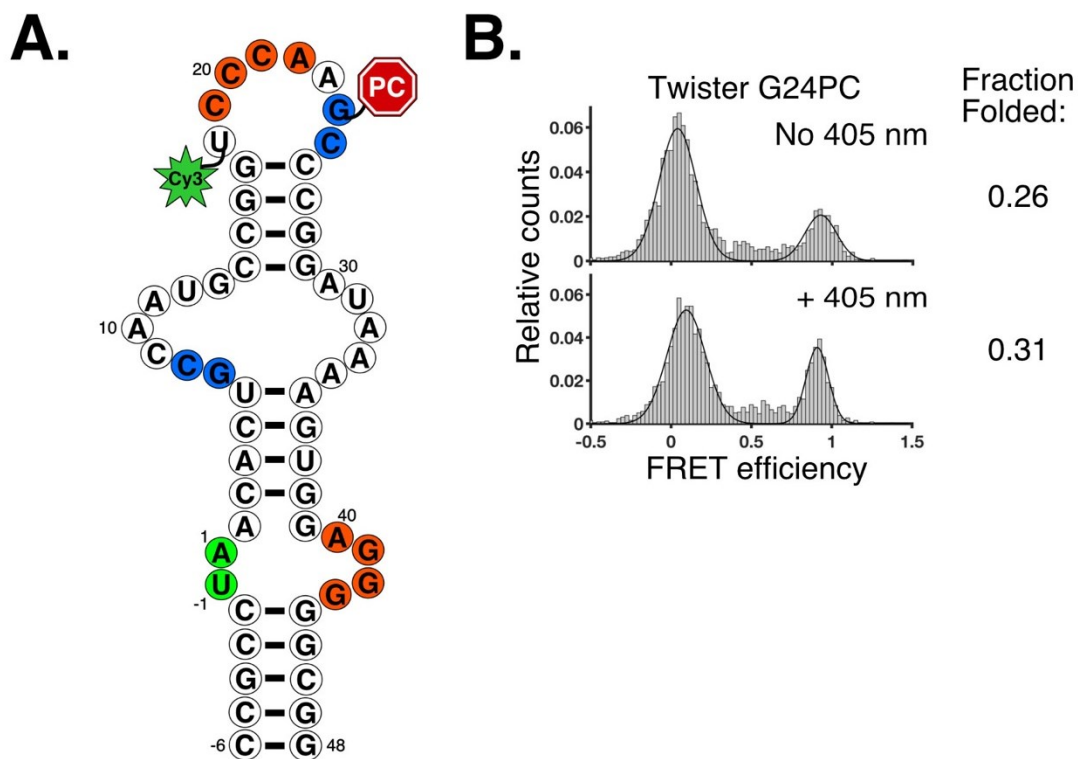 A.
C C A
20
A
C G PC
U C
Cy3
G C
G C
C G
C G
A U G A 30 U
10 A A
C C G A A
U A
C G
A U
C G
A G
40
1 A A G
U G G
-1
C G
C G
G C
C G
-6 C G 48
B.
Twister G24PC
Fraction
Folded:
No 405 nm
0.06
0.04
0.02
0
0.26
+ 405 nm
0.06
0.04
0.02
0
0.31
Relative counts
-0.5 0 0.5 1 1.5
FRET efficiency